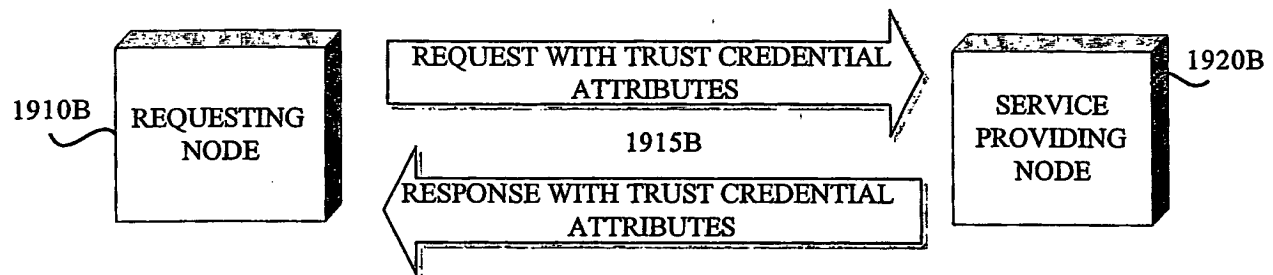 REQUEST WITH TRUST CREDENTIAL
ATTRIBUTES
1920B
1910B
REQUESTING
NODE
SERVICE
PROVIDING
NODE
1915B
RESPONSE WITH TRUST CREDENTIAL
ATTRIBUTES